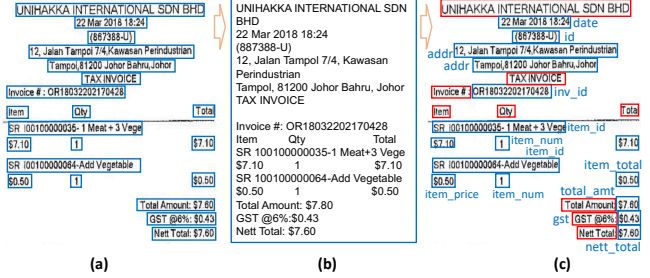 UNIHAKKA INTERNATIONAL SDN BHD
22 Mar 2018 18:24
(867388-U)
12, Jalan Tampoi 7/4,Kawasan Perindustrian
Tampoi,81200 Johor Bahru,Johor
TAX INVOICE
Invoice # : OR18032202170428
Item Qty Total
SR I00100000035- 1 Meat + 3 Vege
$7.10 1 $7.10
SR I00100000064-Add Vegetable
$0.50 1 $0.50
Total Amount: $7.60
GST @6%: $0.43
Nett Total: $7.60
(a)
UNIHAKKA INTERNATIONAL SDN
BHD
22 Mar 2018 18:24
(867388-U)
12, Jalan Tampoi 7/4, Kawasan
Perindustrian
Tampoi, 81200 Johor Bahru, Johor
TAX INVOICE
Invoice #: OR18032202170428
Item Qty Total
SR 100100000035-1 Meat+3 Vege
$7.10 1 $7.10
SR 100100000064-Add Vegetable
$0.50 1 $0.50
Total Amount: $7.80
GST @6%:$0.43
Nett Total: $7.60
(b)
UNIHAKKA INTERNATIONAL SDN BHD
22 Mar 2018 18:24 date
(867388-U) id
addr 12, Jalan Tampoi 7/4,Kawasan Perindustrian
addr Tampoi,81200 Johor Bahru,Johor
TAX INVOICE
Invoice # : OR18032202170428 inv_id
Item Qty Total
SR I00100000035- 1 Meat + 3 Vege item_id
$7.10 1 item_num $7.10
item_id
SR I00100000064-Add Vegetable item_total
$0.50 1 $0.50
item_price item_num total_amt
Total Amount: $7.60
gst GST @6%: $0.43
Nett Total: $7.60
nett_total
(c)